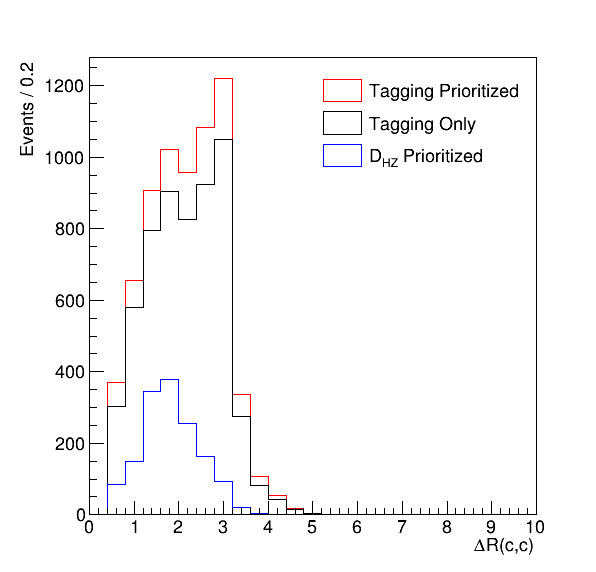 Events / 0.2
1200
1000
800
600
400
200
0
Tagging Prioritized
Tagging Only
D_HZ Prioritized
0 1 2 3 4 5 6 7 8 9 10
ΔR(c,c)